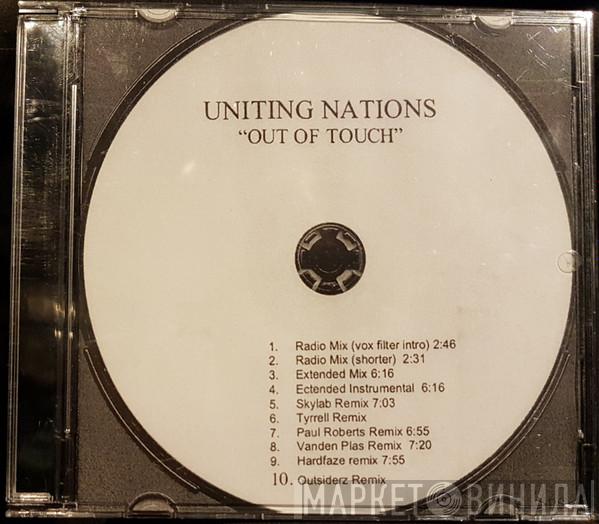 UNITING NATIONS
“OUT OF TOUCH”
1. Radio Mix (vox filter intro) 2:46
2. Radio Mix (shorter) 2:31
3. Extended Mix 6:16
4. Ectended Instrumental 6:16
5. Skylab Remix 7:03
6. Tyrrell Remix
7. Paul Roberts Remix 6:55
8. Vanden Plas Remix 7:20
9. Hardfaze remix 7:55
10. Outsiderz Remix
МАРКЕТ ВИНИЛА